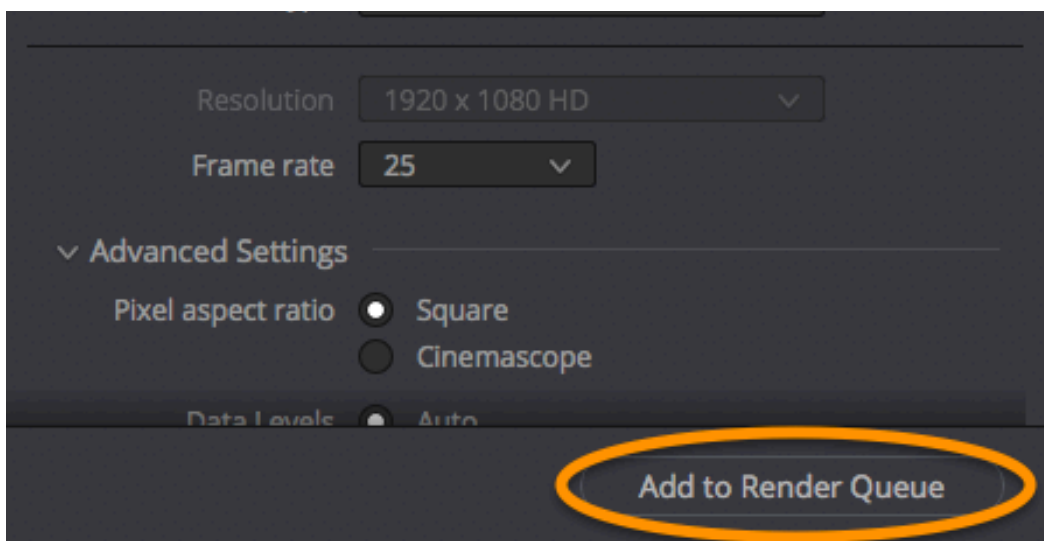 Resolution 1920 x 1080 HD
Frame rate 25
Advanced Settings
Pixel aspect ratio Square
Cinemascope
Data Levels Auto
Add to Render Queue